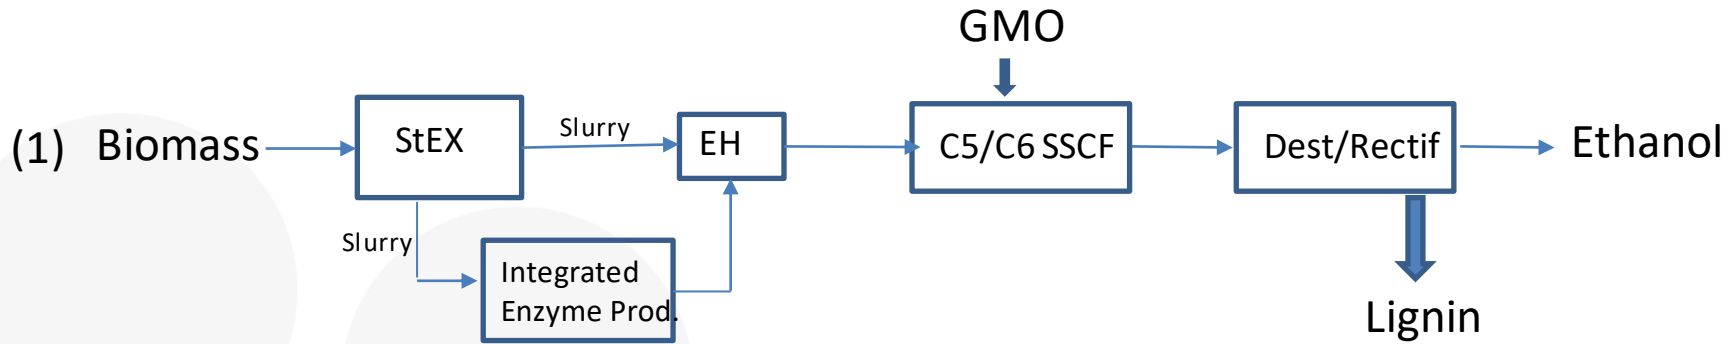 GMO
(1) Biomass
StEX
Slurry
EH
C5/C6 SSCF
Dest/Rectif
Ethanol
Slurry
Integrated
Enzyme Prod.
Lignin